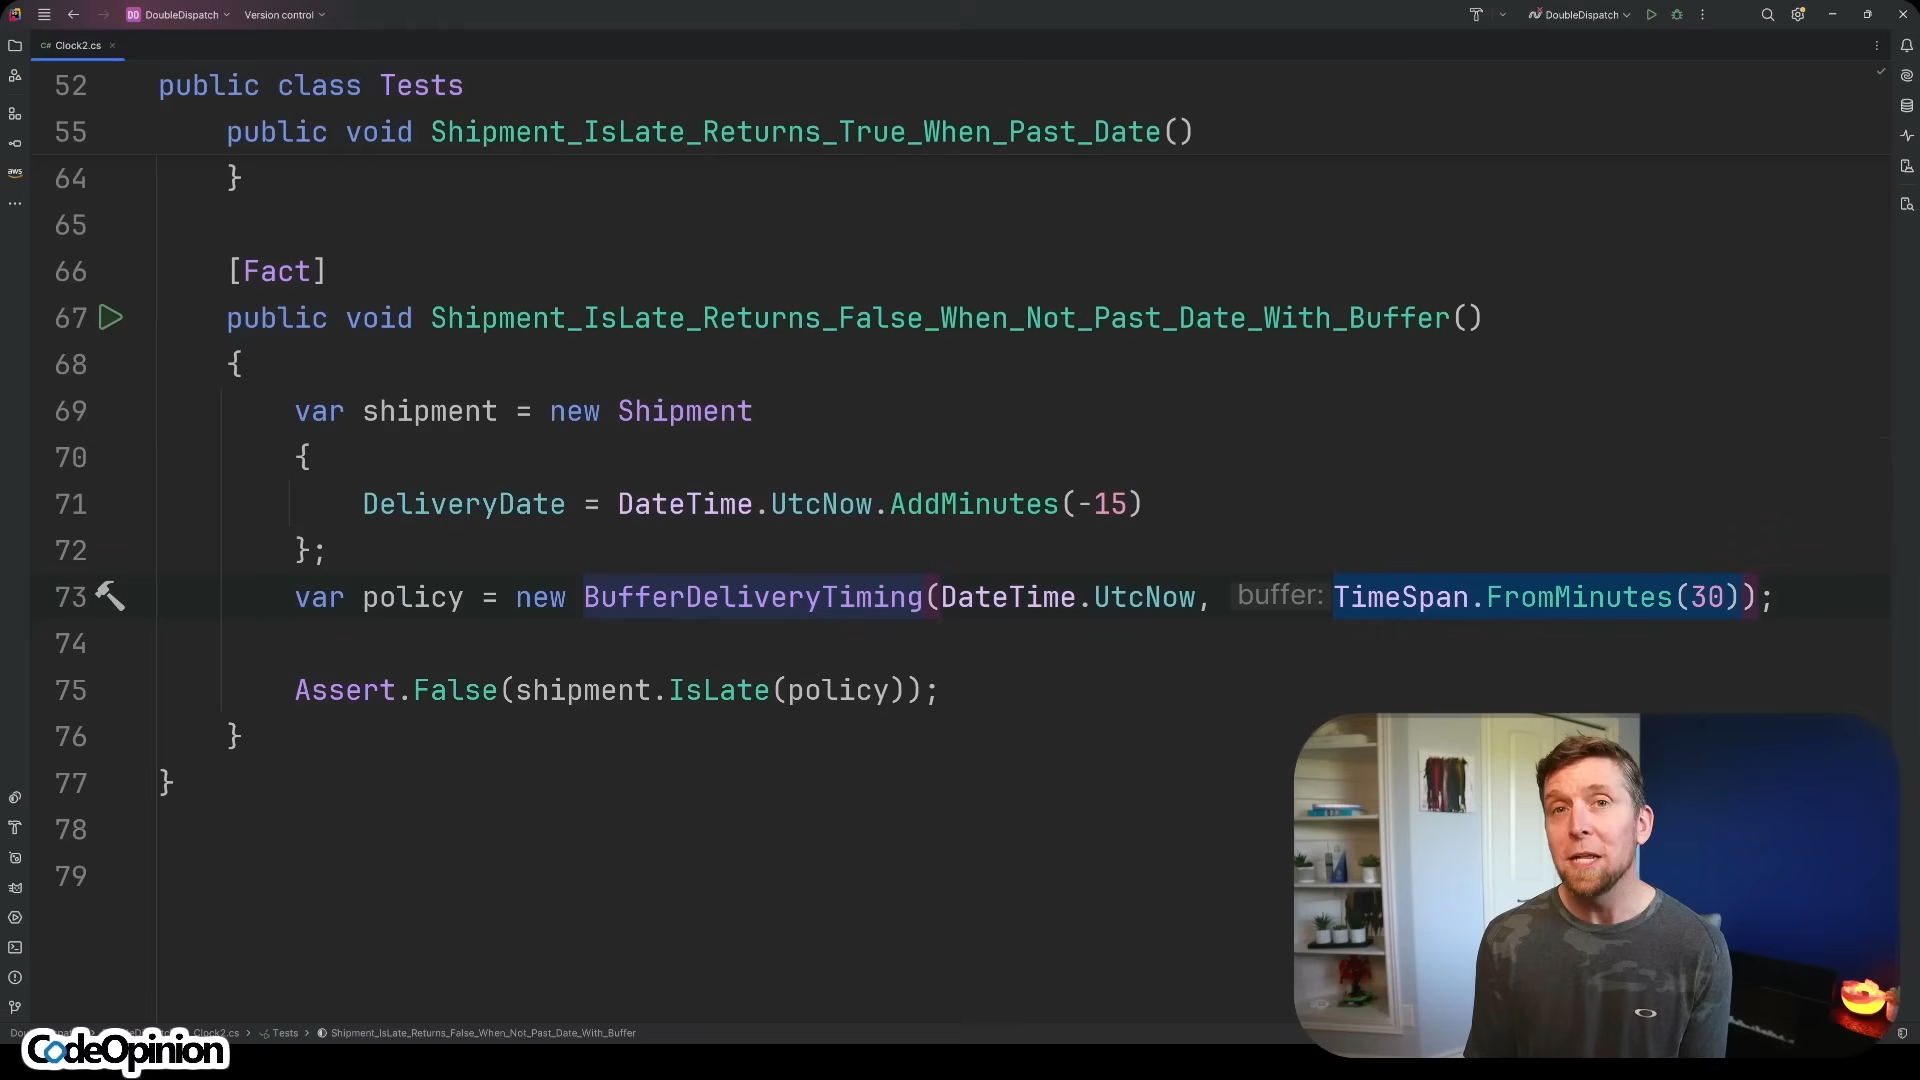 DD DoubleDispatch Version control DoubleDispatch
C# Clock2.cs
52 public class Tests
55 public void Shipment_IsLate_Returns_True_When_Past_Date()
64 }
65
66 [Fact]
67 public void Shipment_IsLate_Returns_False_When_Not_Past_Date_With_Buffer()
68 {
69 var shipment = new Shipment
70 {
71 DeliveryDate = DateTime.UtcNow.AddMinutes(-15)
72 };
73 var policy = new BufferDeliveryTiming(DateTime.UtcNow, buffer: TimeSpan.FromMinutes(30));
74
75 Assert.False(shipment.IsLate(policy));
76 }
77 }
78
79
aws
Clock2.cs > Tests > Shipment_IsLate_Returns_False_When_Not_Past_Date_With_Buffer
CodeOpinion